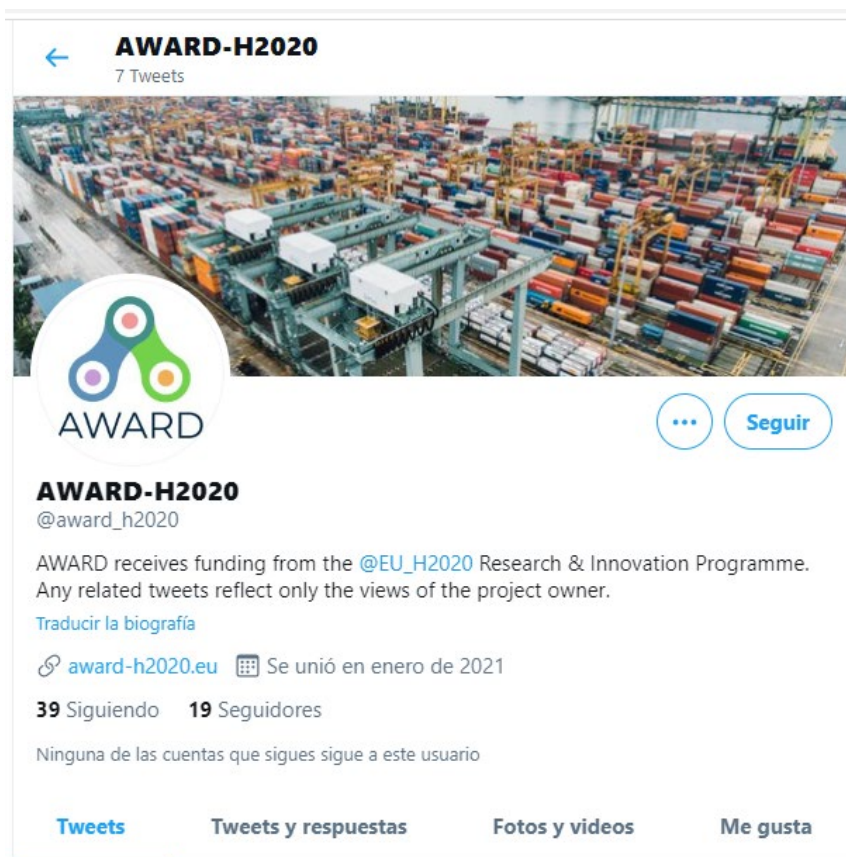 AWARD-H2020
7 Tweets
AWARD
Seguir
AWARD-H2020
@award_h2020
AWARD receives funding from the @EU_H2020 Research & Innovation Programme.
Any related tweets reflect only the views of the project owner.
Traducir la biografía
award-h2020.eu Se unió en enero de 2021
39 Siguiendo 19 Seguidores
Ninguna de las cuentas que sigues sigue a este usuario
Tweets Tweets y respuestas Fotos y videos Me gusta